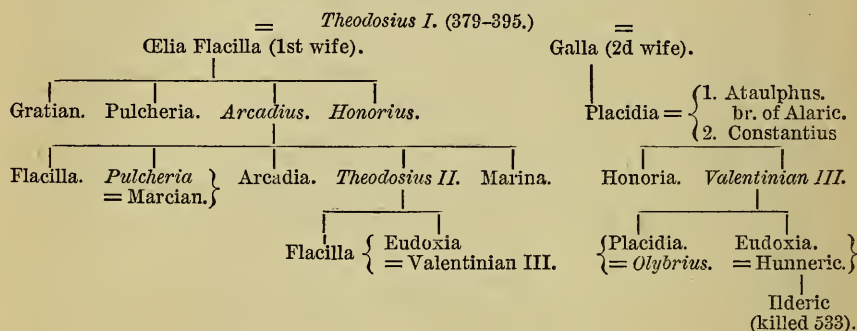 = Theodosius I. (379–395.) =
Œlia Flacilla (1st wife). Galla (2d wife).
Gratian. Pulcheria. Arcadius. Honorius. Placidia = { 1. Ataulphus.
br. of Alaric.
2. Constantius
Flacilla. Pulcheria } Arcadia. Theodosius II. Marina. Honoria. Valentinian III.
= Marcian. }
Flacilla { Eudoxia {Placidia. Eudoxia. }
{ = Valentinian III. {= Olybrius. = Hunneric. }
Ilderic
(killed 533).